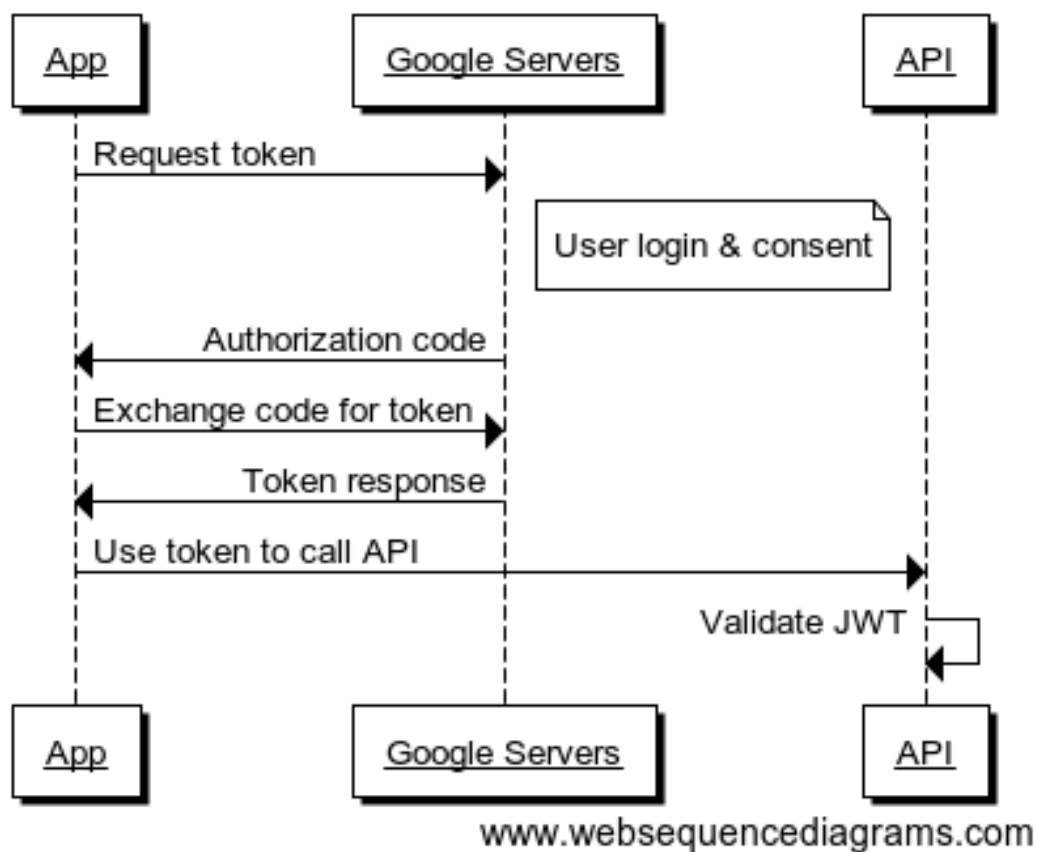 App
Google Servers
API
Request token
User login & consent
Authorization code
Exchange code for token
Token response
Use token to call API
Validate JWT
App
Google Servers
API
www.websequencediagrams.com